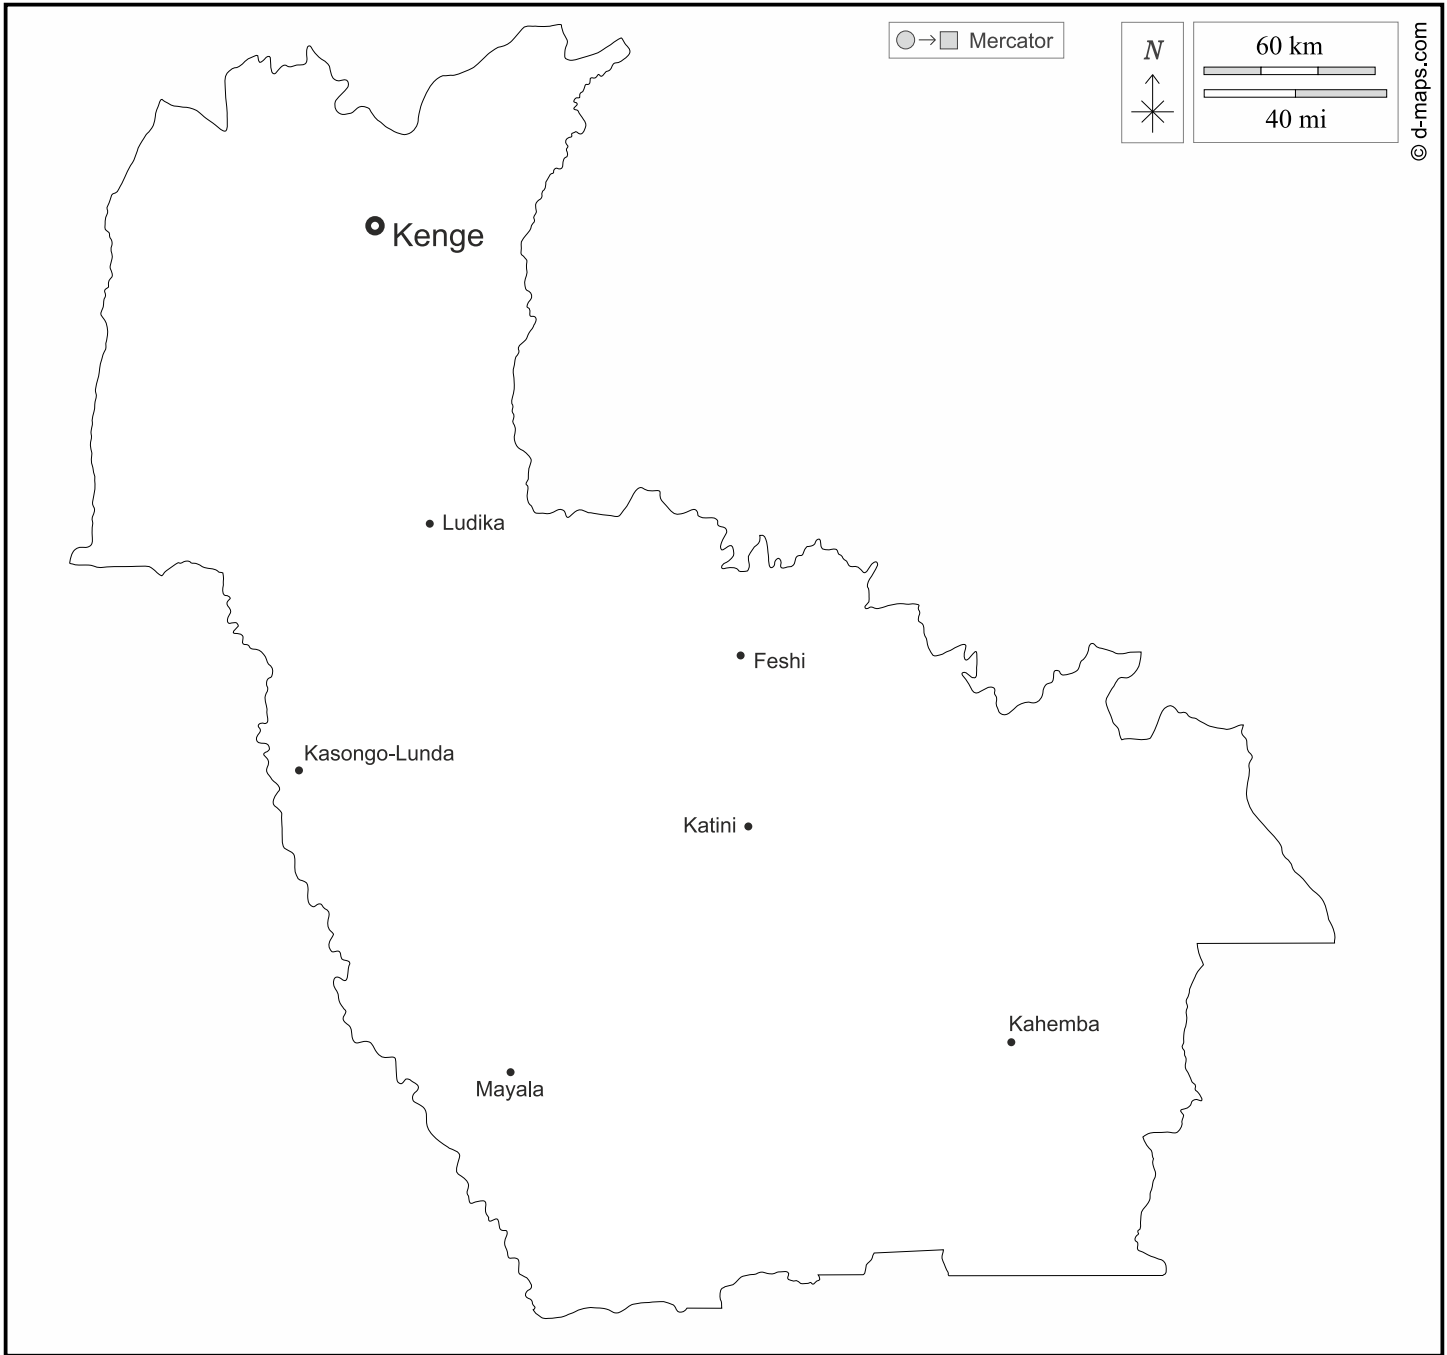 Mercator
N
60 km
40 mi
© d-maps.com
Kenge
Ludika
Feshi
Kasongo-Lunda
Katini
Kahemba
Mayala